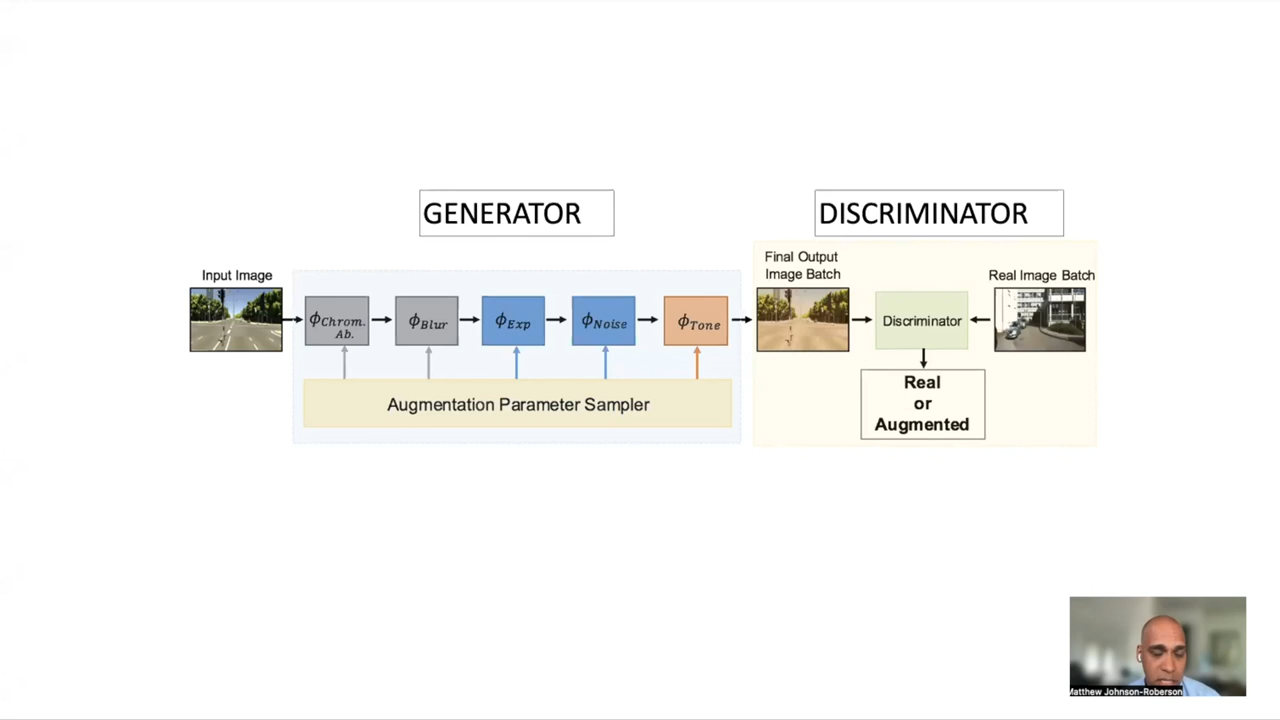 GENERATOR
DISCRIMINATOR
Input Image
ϕChrom.
Ab.
ϕBlur
ϕExp
ϕNoise
ϕTone
Augmentation Parameter Sampler
Final Output
Image Batch
Real Image Batch
Discriminator
Real
or
Augmented
Matthew Johnson-Roberson